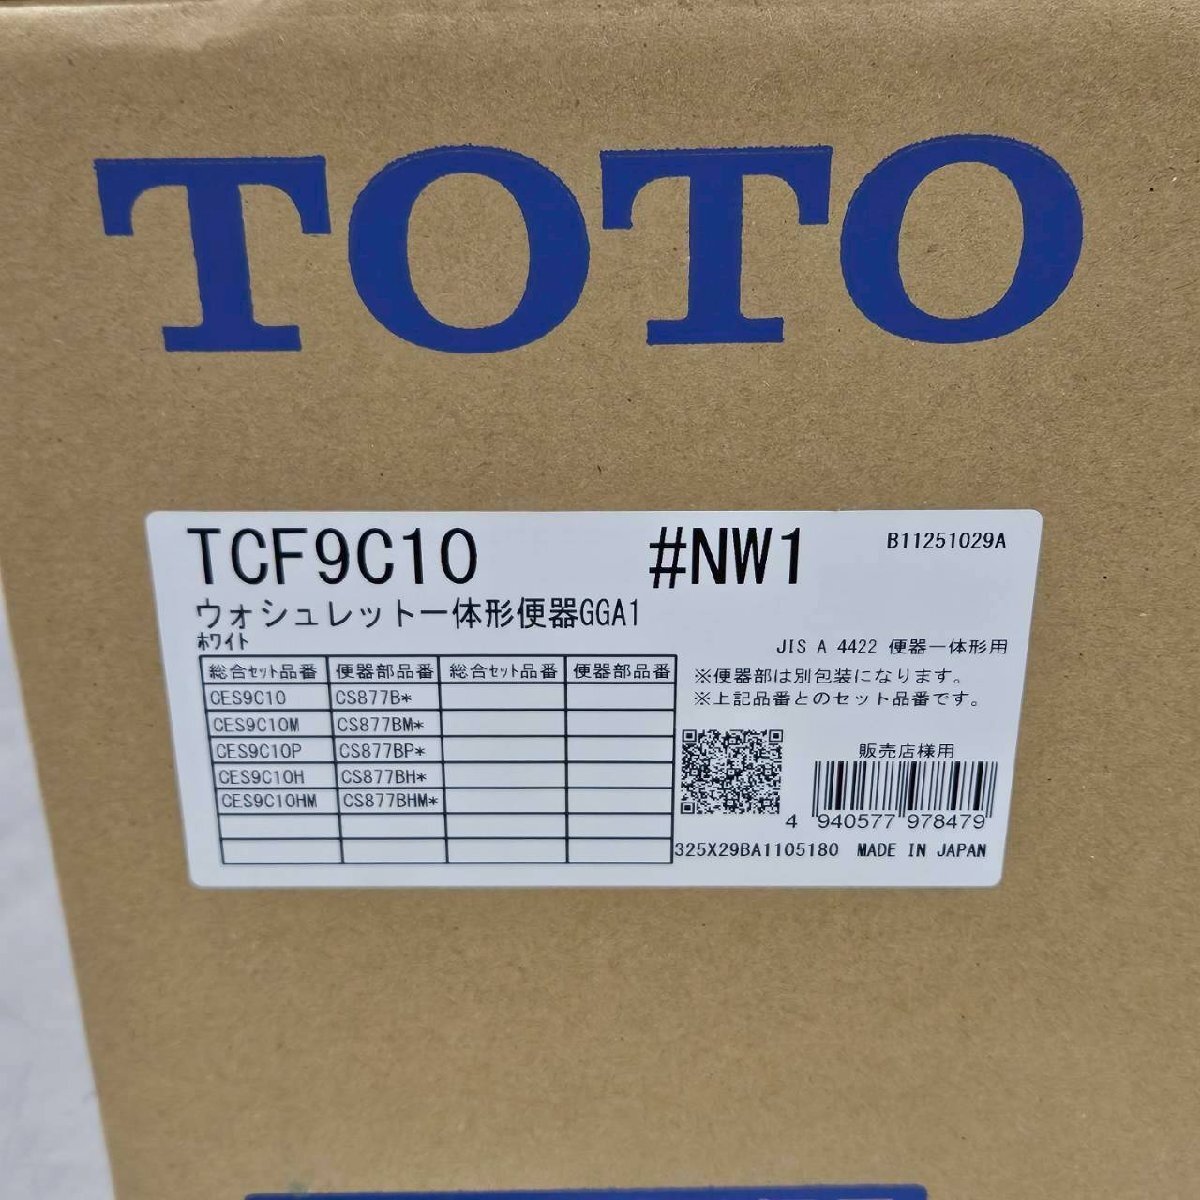 TOTO
TCF9C10 #NW1 B11251029A
ウォシュレット一体形便器GGA1
ホワイト
JIS A 4422 便器一体形用
総合セット品番 便器部品番 総合セット品番 便器部品番
※便器部は別包装になります。
CES9C10 CS877B*
※上記品番とのセット品番です。
CES9C10M CS877BM*
CES9C10P CS877BP*
販売店様用
CES9C10H CS877BH*
CES9C10HM CS877BHM*
4 940577 978479
325X29BA1105180 MADE IN JAPAN